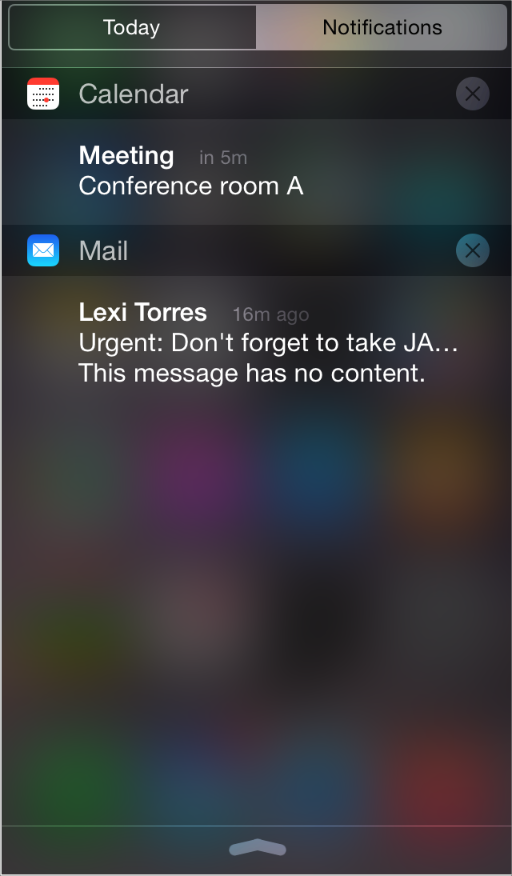 Today Notifications
Calendar
Meeting in 5m
Conference room A
Mail
Lexi Torres 16m ago
Urgent: Don't forget to take JA…
This message has no content.